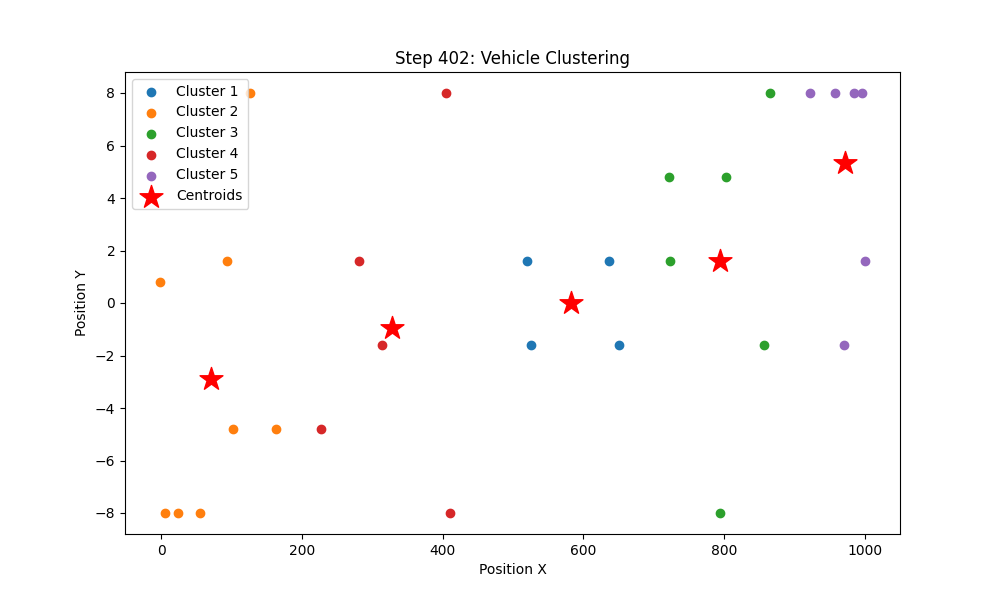 Step 402: Vehicle Clustering
Cluster 1
Cluster 2
Cluster 3
Cluster 4
Cluster 5
Centroids
Position Y
8
6
4
2
0
−2
−4
−6
−8
0 200 400 600 800 1000
Position X